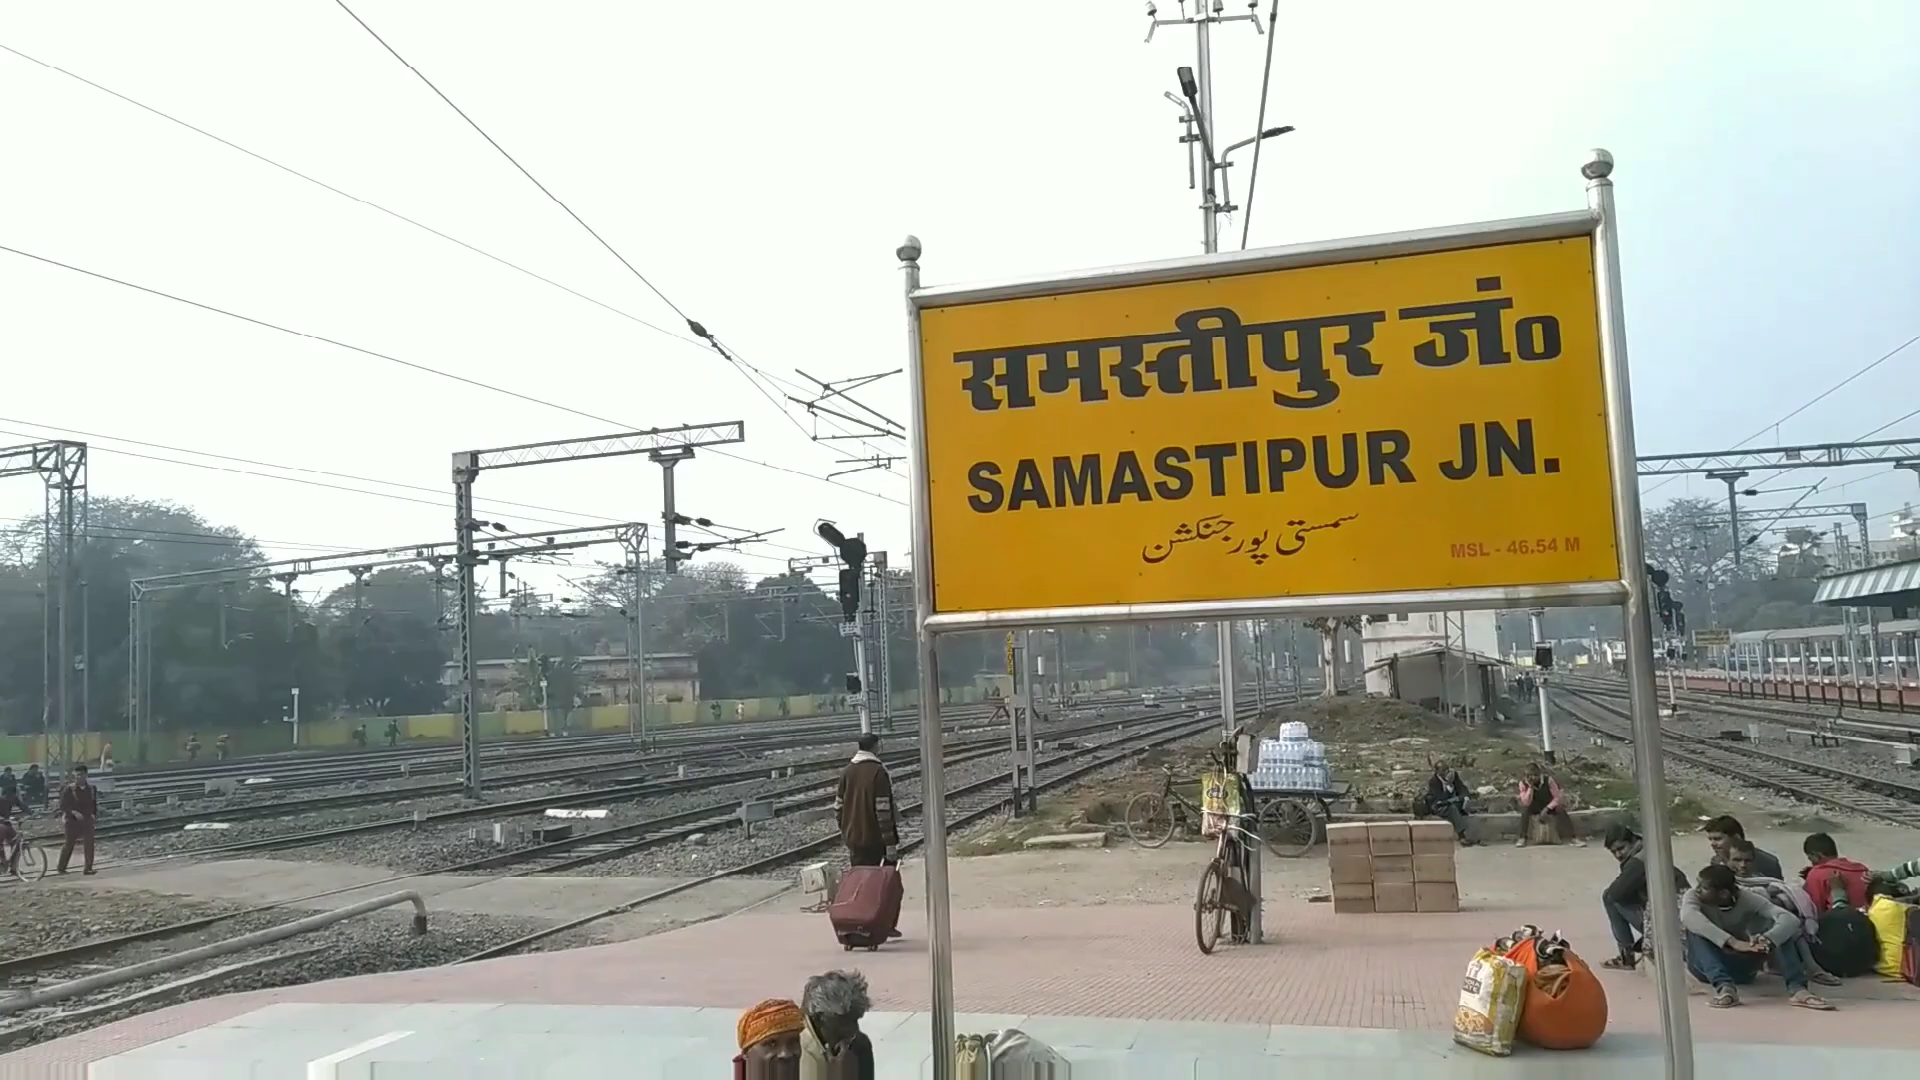 समस्तीपुर जं०
SAMASTIPUR JN.
سمستی پور جنکشن
MSL - 46.54 M